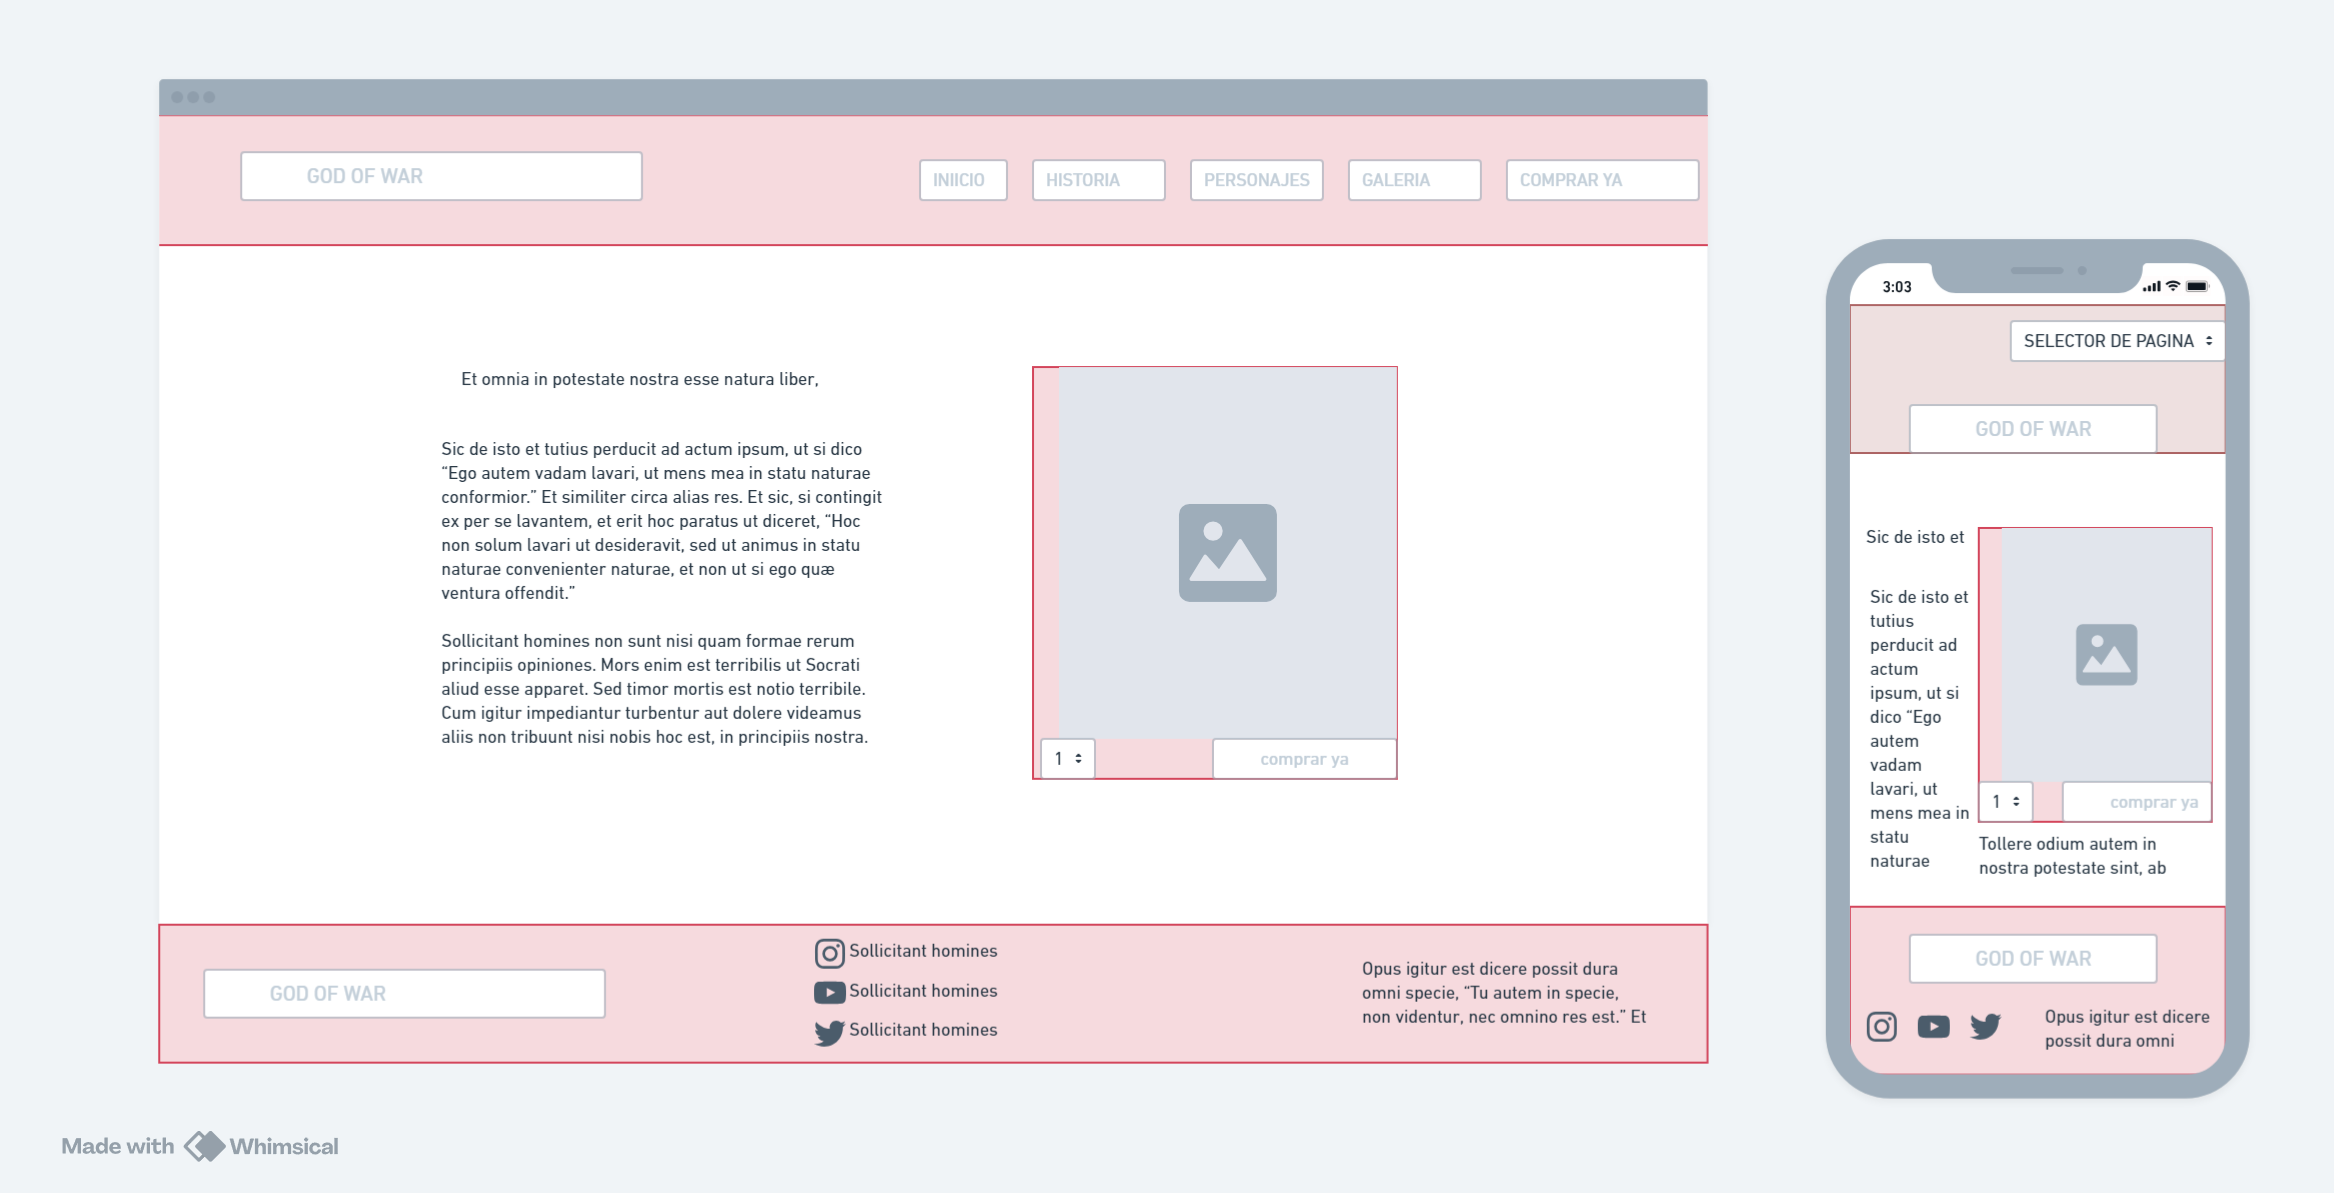 GOD OF WAR
INIICIO
HISTORIA
PERSONAJES
GALERIA
COMPRAR YA
Et omnia in potestate nostra esse natura liber,
Sic de isto et tutius perducit ad actum ipsum, ut si dico
“Ego autem vadam lavari, ut mens mea in statu naturae
conformior.” Et similiter circa alias res. Et sic, si contingit
ex per se lavantem, et erit hoc paratus ut diceret, “Hoc
non solum lavari ut desideravit, sed ut animus in statu
naturae convenienter naturae, et non ut si ego quæ
ventura offendit.”
Sollicitant homines non sunt nisi quam formae rerum
principiis opiniones. Mors enim est terribilis ut Socrati
aliud esse apparet. Sed timor mortis est notio terribile.
Cum igitur impediantur turbentur aut dolere videamus
aliis non tribuunt nisi nobis hoc est, in principiis nostra.
1
comprar ya
GOD OF WAR
Sollicitant homines
Sollicitant homines
Sollicitant homines
Opus igitur est dicere possit dura
omni specie, “Tu autem in specie,
non videntur, nec omnino res est.” Et
3:03
SELECTOR DE PAGINA
GOD OF WAR
Sic de isto et
Sic de isto et
tutius
perducit ad
actum
ipsum, ut si
dico “Ego
autem
vadam
lavari, ut
mens mea in
statu
naturae
1
comprar ya
Tollere odium autem in
nostra potestate sint, ab
GOD OF WAR
Opus igitur est dicere
possit dura omni
Made with Whimsical